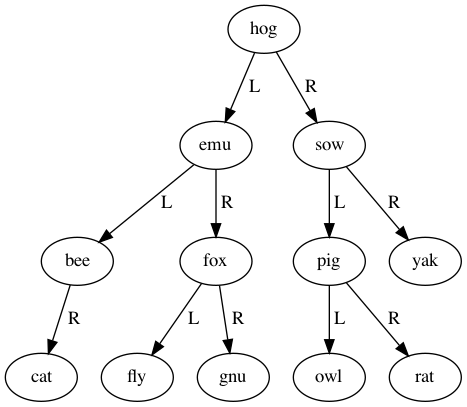 hog
L R
emu sow
L R L R
bee fox pig yak
R L R L R
cat fly gnu owl rat